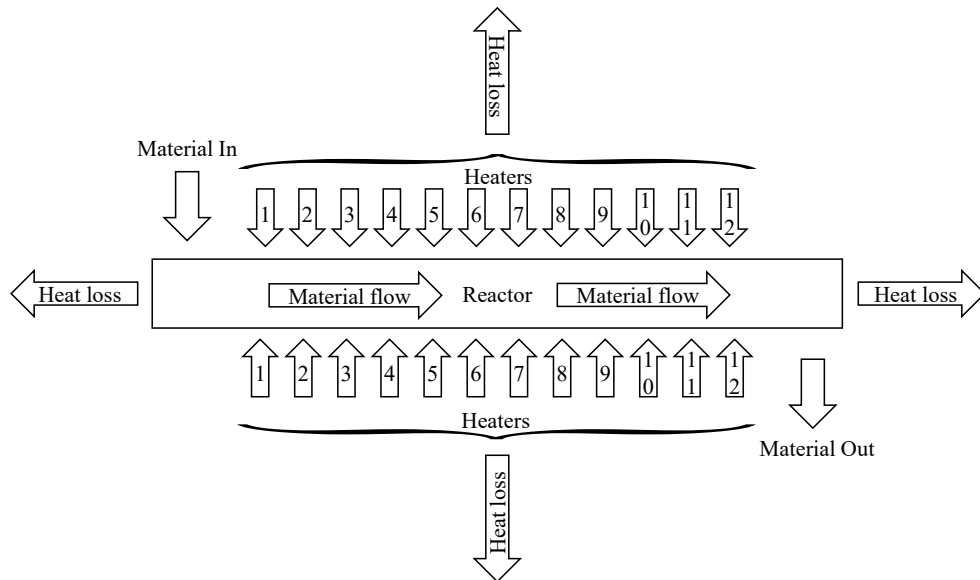 Heat loss
Material In
Heaters
1 2 3 4 5 6 7 8 9 10 11 12
Heat loss
Material flow
Reactor
Material flow
Heat loss
1 2 3 4 5 6 7 8 9 10 11 12
Heaters
Material Out
Heat loss